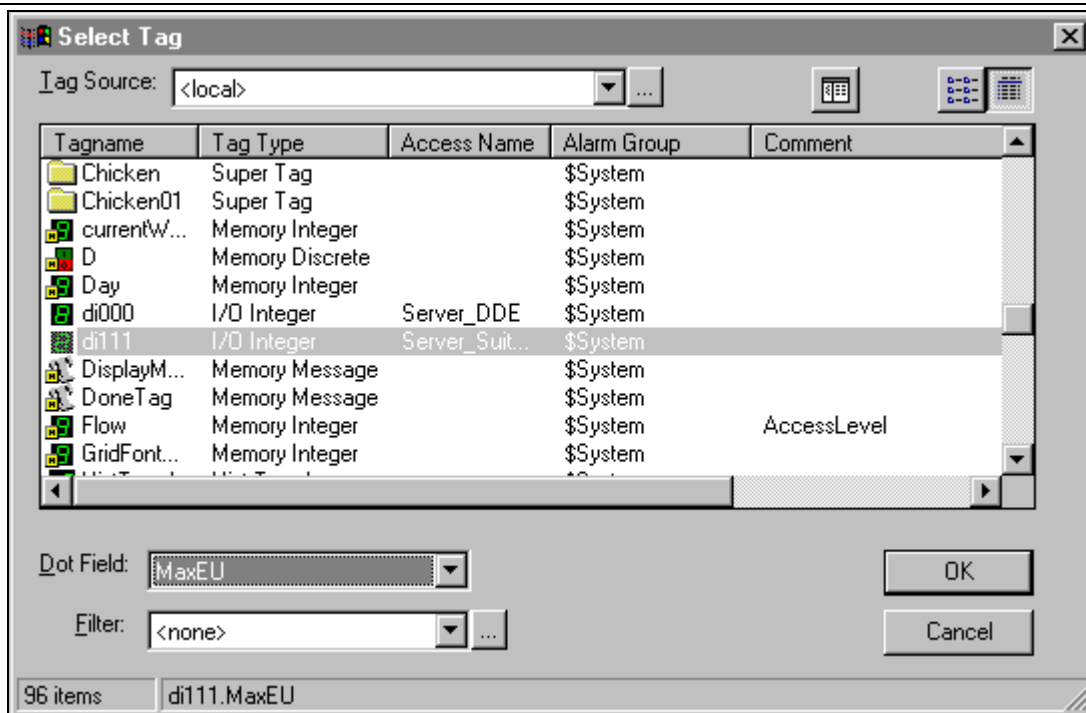 Select Tag
Tag Source: <local> ...
Tagname Tag Type Access Name Alarm Group Comment
Chicken Super Tag $System
Chicken01 Super Tag $System
currentW... Memory Integer $System
D Memory Discrete $System
Day Memory Integer $System
di000 I/O Integer Server_DDE $System
di111 I/O Integer Server_Suit... $System
DisplayM... Memory Message $System
DoneTag Memory Message $System
Flow Memory Integer $System AccessLevel
GridFont... Memory Integer $System
Dot Field: MaxEU OK
Filter: <none> ... Cancel
96 items di111.MaxEU